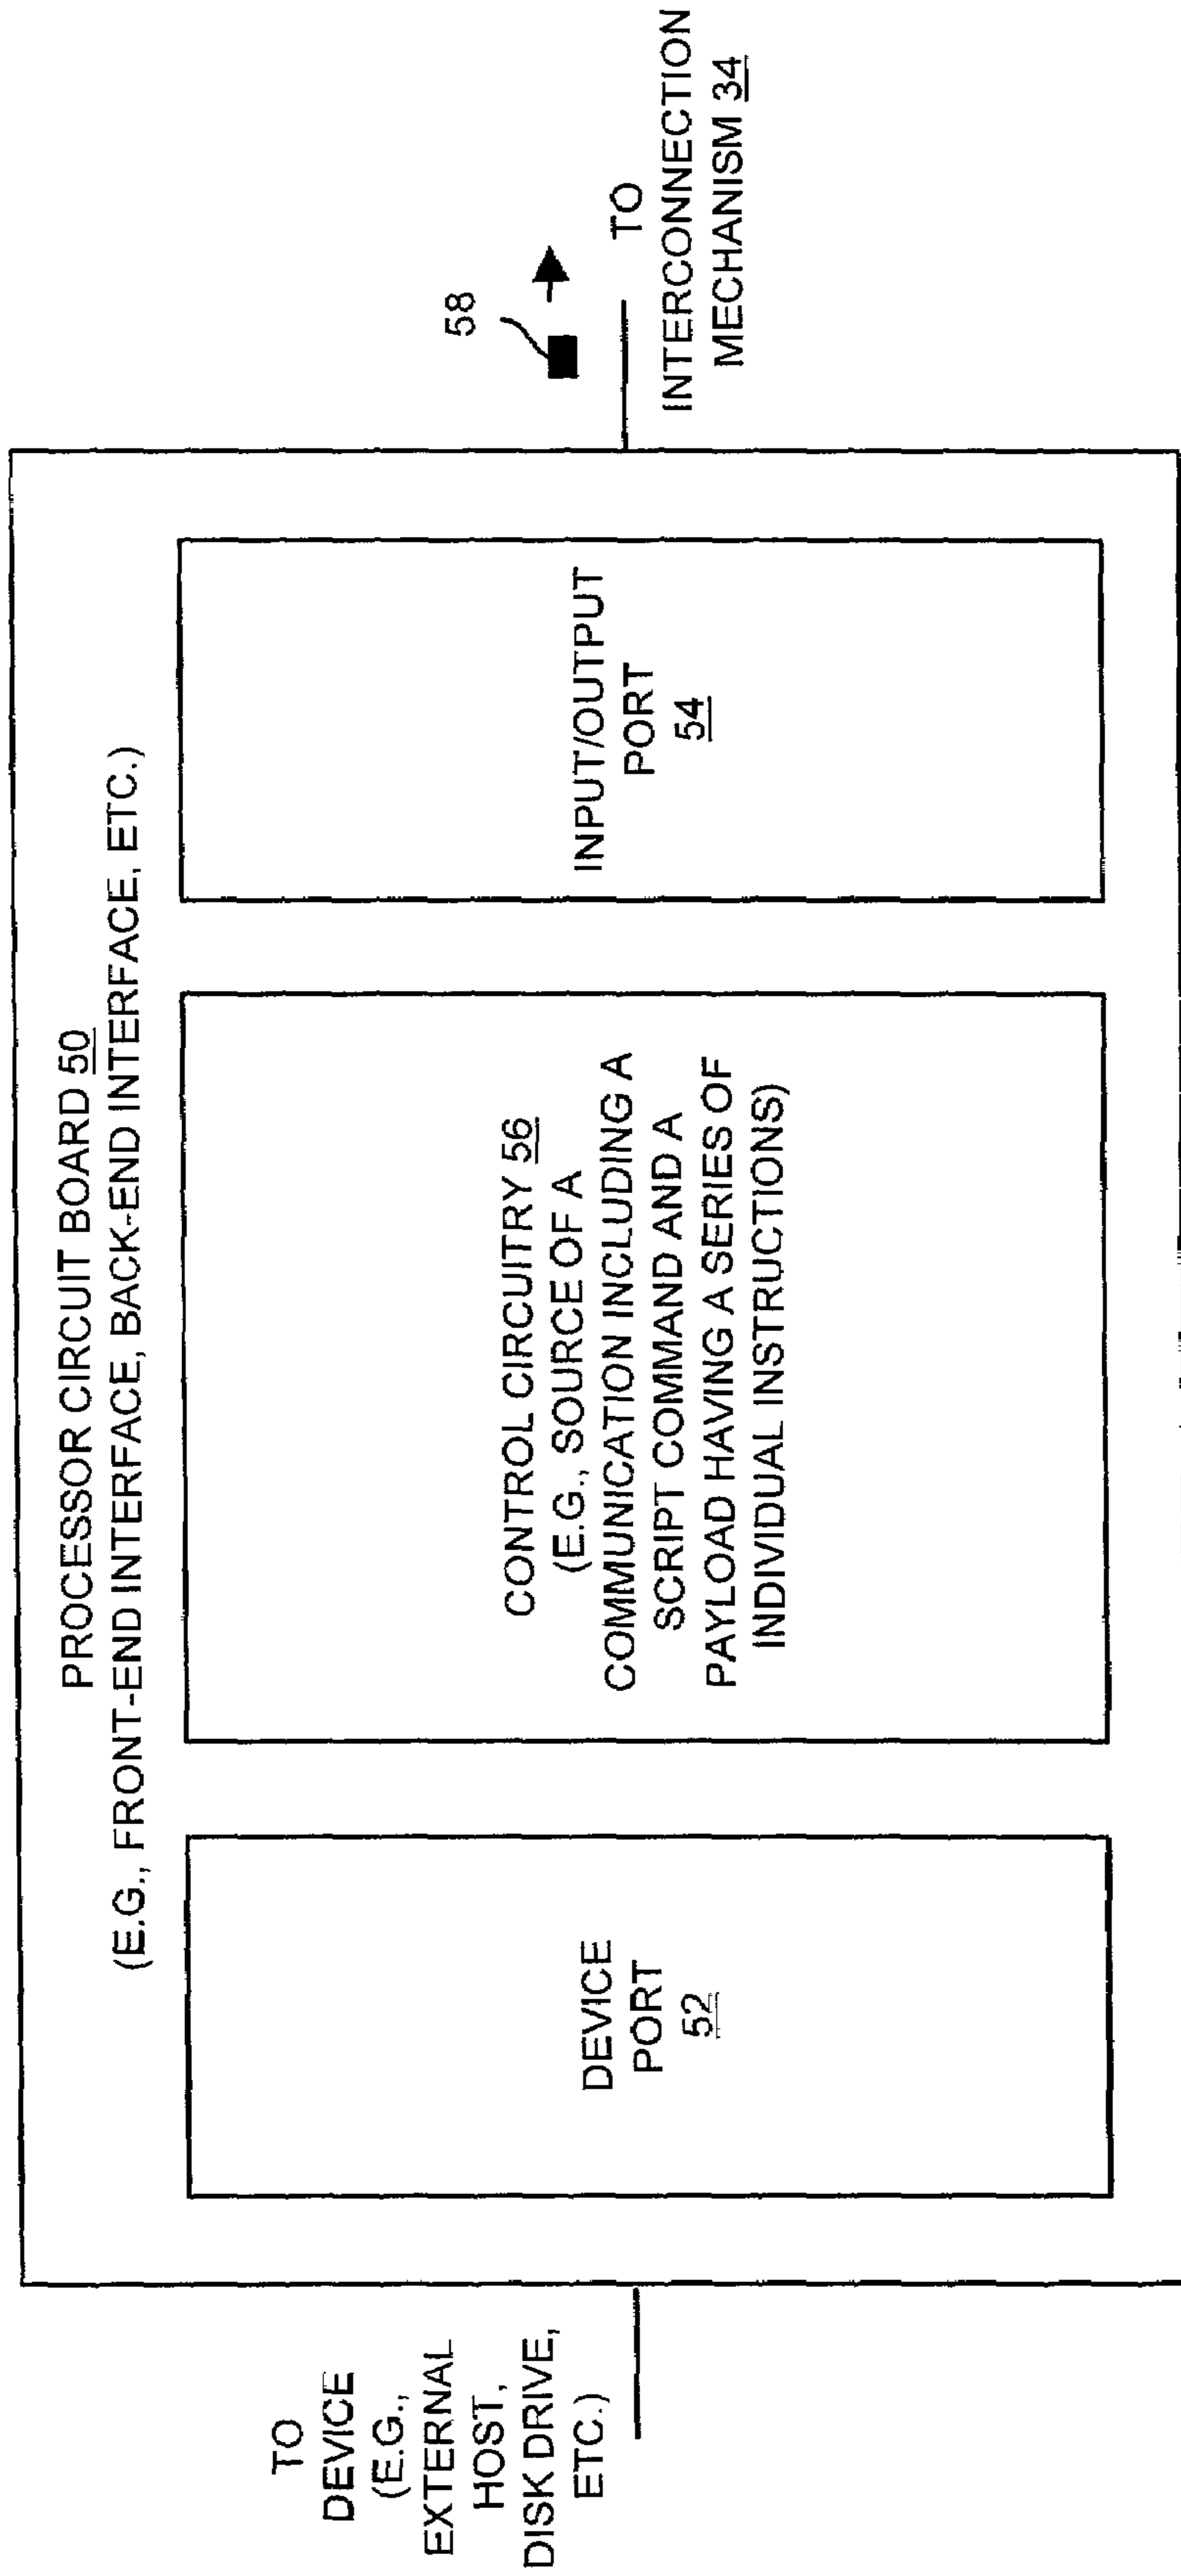 PROCESSOR CIRCUIT BOARD 50
(E.G., FRONT-END INTERFACE, BACK-END INTERFACE, ETC.)
TO
DEVICE
(E.G.,
EXTERNAL
HOST,
DISK DRIVE,
ETC.)
DEVICE
PORT
52
CONTROL CIRCUITRY 56
(E.G., SOURCE OF A
COMMUNICATION INCLUDING A
SCRIPT COMMAND AND A
PAYLOAD HAVING A SERIES OF
INDIVIDUAL INSTRUCTIONS)
INPUT/OUTPUT
PORT
54
58
TO
INTERCONNECTION
MECHANISM 34